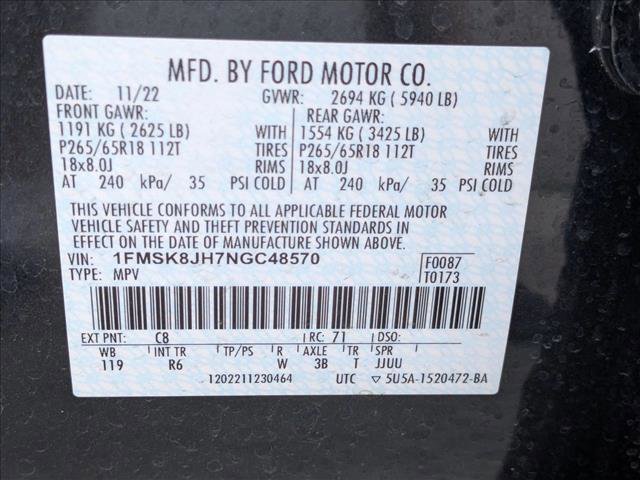 MFD. BY FORD MOTOR CO.
DATE: 11/22 GVWR: 2694 KG ( 5940 LB)
FRONT GAWR: REAR GAWR:
1191 KG ( 2625 LB) WITH 1554 KG ( 3425 LB) WITH
P265/65R18 112T TIRES P265/65R18 112T TIRES
18x8.0J RIMS 18x8.0J RIMS
AT 240 kPa/ 35 PSI COLD AT 240 kPa/ 35 PSI COLD
THIS VEHICLE CONFORMS TO ALL APPLICABLE FEDERAL MOTOR
VEHICLE SAFETY AND THEFT PREVENTION STANDARDS IN
EFFECT ON THE DATE OF MANUFACTURE SHOWN ABOVE.
VIN: 1FMSK8JH7NGC48570 F0087
TYPE: MPV T0173
EXT PNT: C8 RC: 71 DSO:
WB INT TR TP/PS R AXLE TR SPR
119 R6 W 3B T JJUU
1202211230464 UTC ▽ 5U5A-1520472-BA